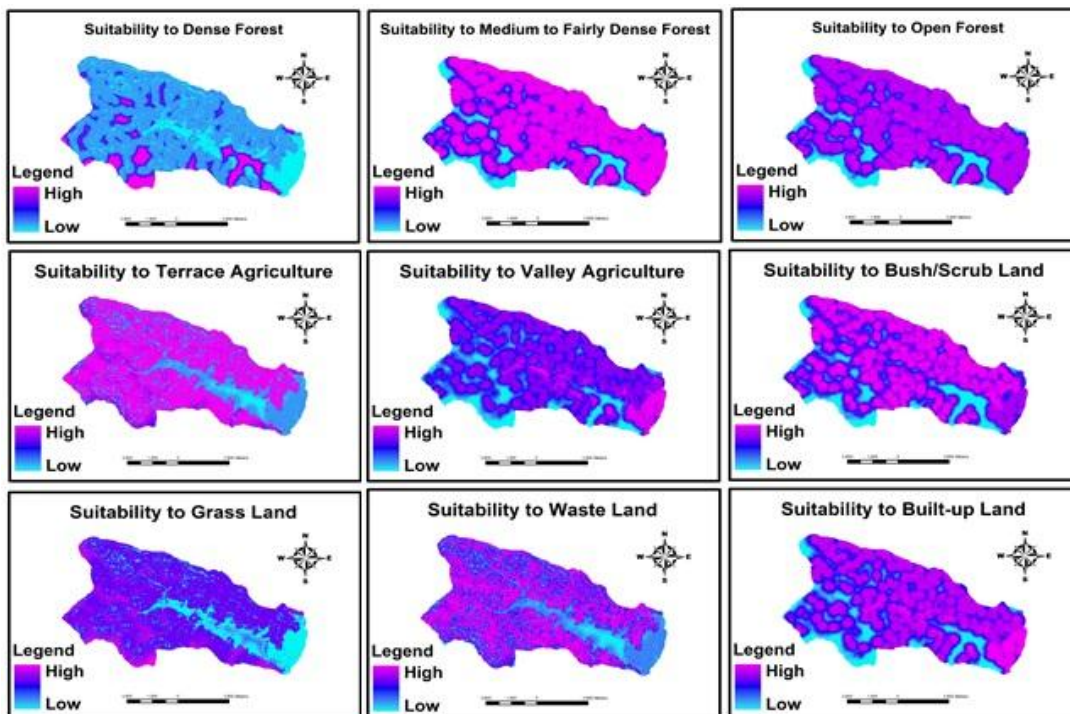 Suitability to Dense Forest
N
W
E
S
Legend
High
Low
Suitability to Medium to Fairly Dense Forest
N
W
E
S
Legend
High
Low
Suitability to Open Forest
N
W
E
S
Legend
High
Low
Suitability to Terrace Agriculture
N
W
E
S
Legend
High
Low
Suitability to Valley Agriculture
N
W
E
S
Legend
High
Low
Suitability to Bush/Scrub Land
N
W
E
S
Legend
High
Low
Suitability to Grass Land
N
W
E
S
Legend
High
Low
Suitability to Waste Land
N
W
E
S
Legend
High
Low
Suitability to Built-up Land
N
W
E
S
Legend
High
Low